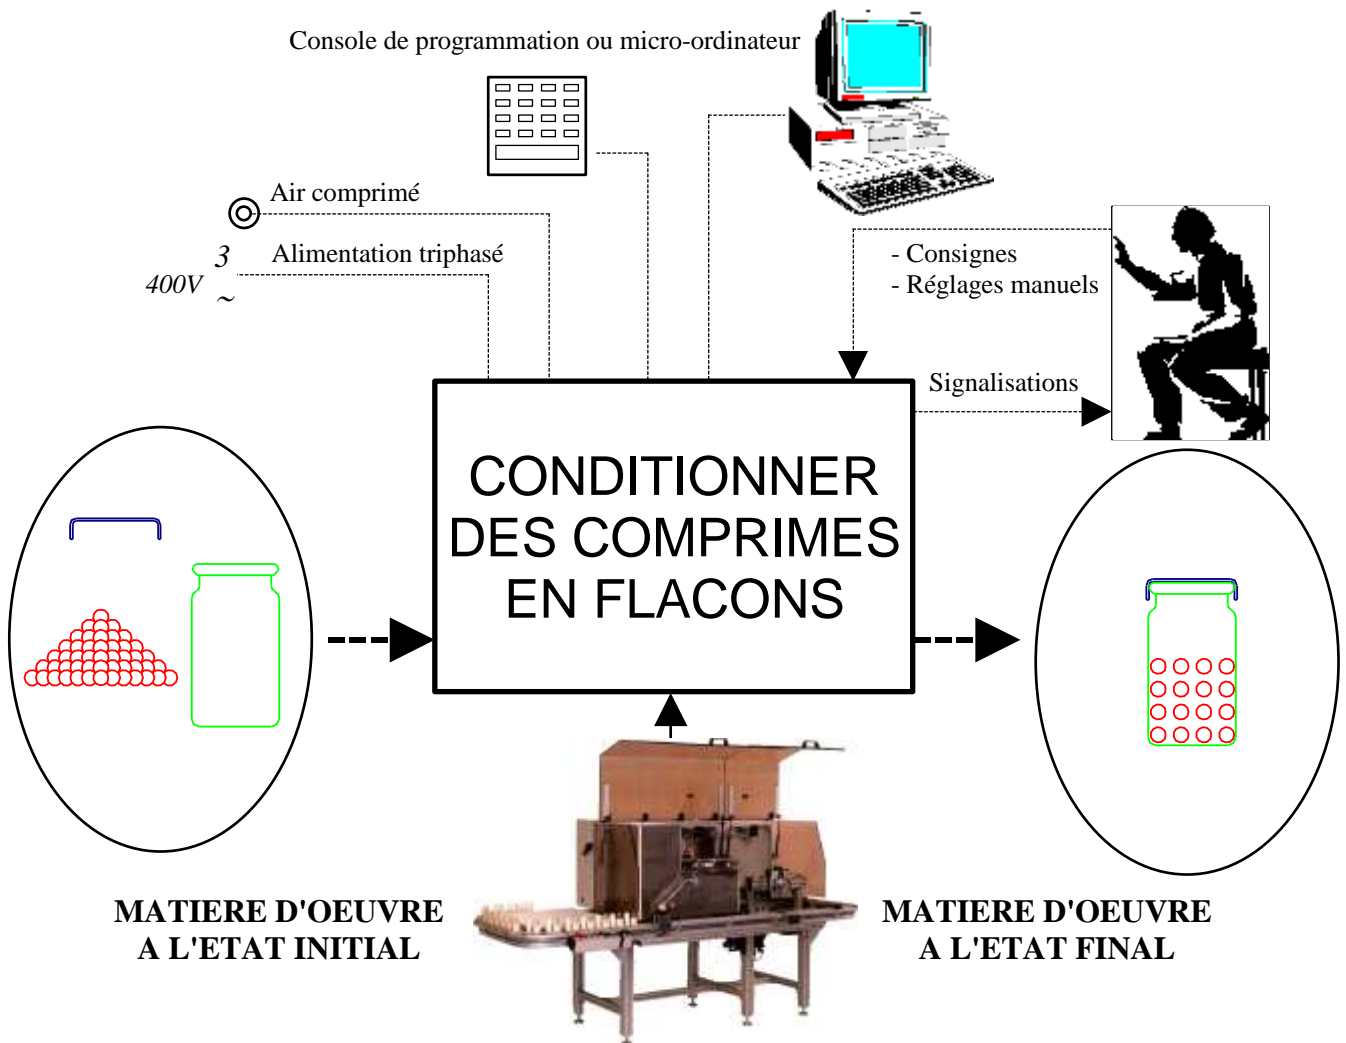 Console de programmation ou micro-ordinateur
Air comprimé
3
Alimentation triphasé
400V
~
- Consignes
- Réglages manuels
Signalisations
CONDITIONNER
DES COMPRIMES
EN FLACONS
MATIERE D'OEUVRE
A L'ETAT INITIAL
MATIERE D'OEUVRE
A L'ETAT FINAL